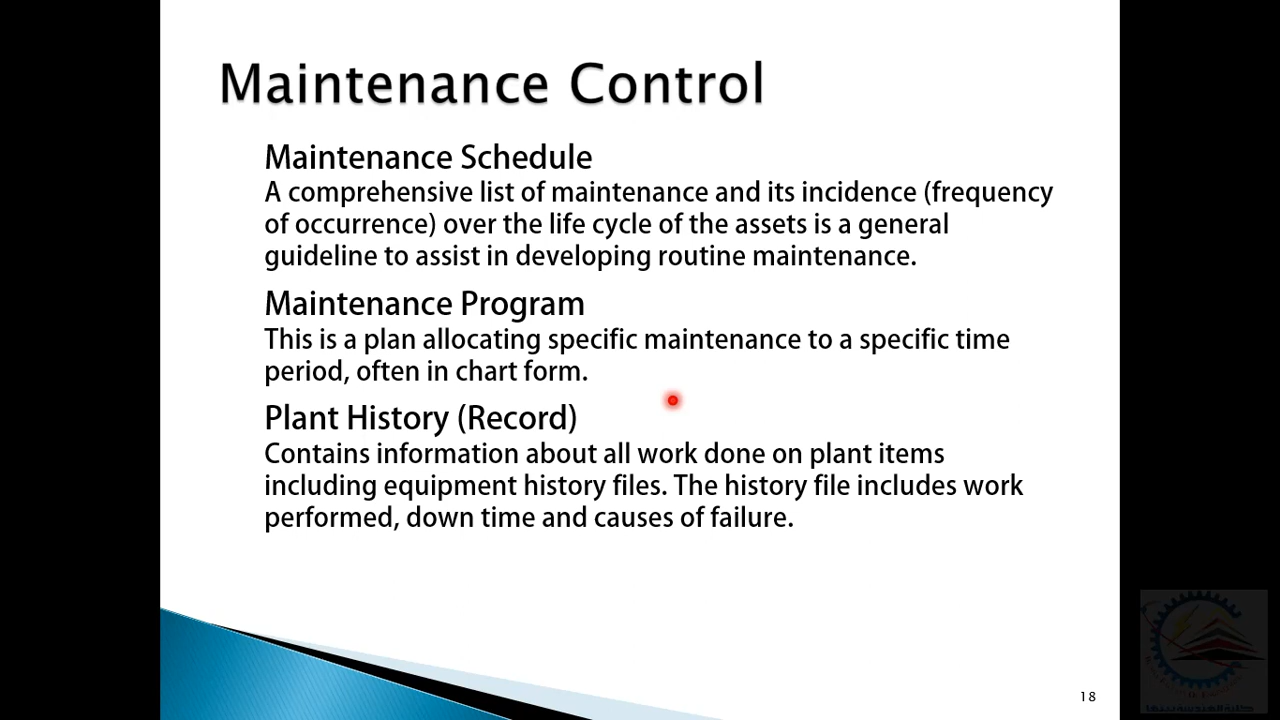 Maintenance Control
Maintenance Schedule
A comprehensive list of maintenance and its incidence (frequency
of occurrence) over the life cycle of the assets is a general
guideline to assist in developing routine maintenance.
Maintenance Program
This is a plan allocating specific maintenance to a specific time
period, often in chart form.
Plant History (Record)
Contains information about all work done on plant items
including equipment history files. The history file includes work
performed, down time and causes of failure.
18
كلية الهندسة ببنها